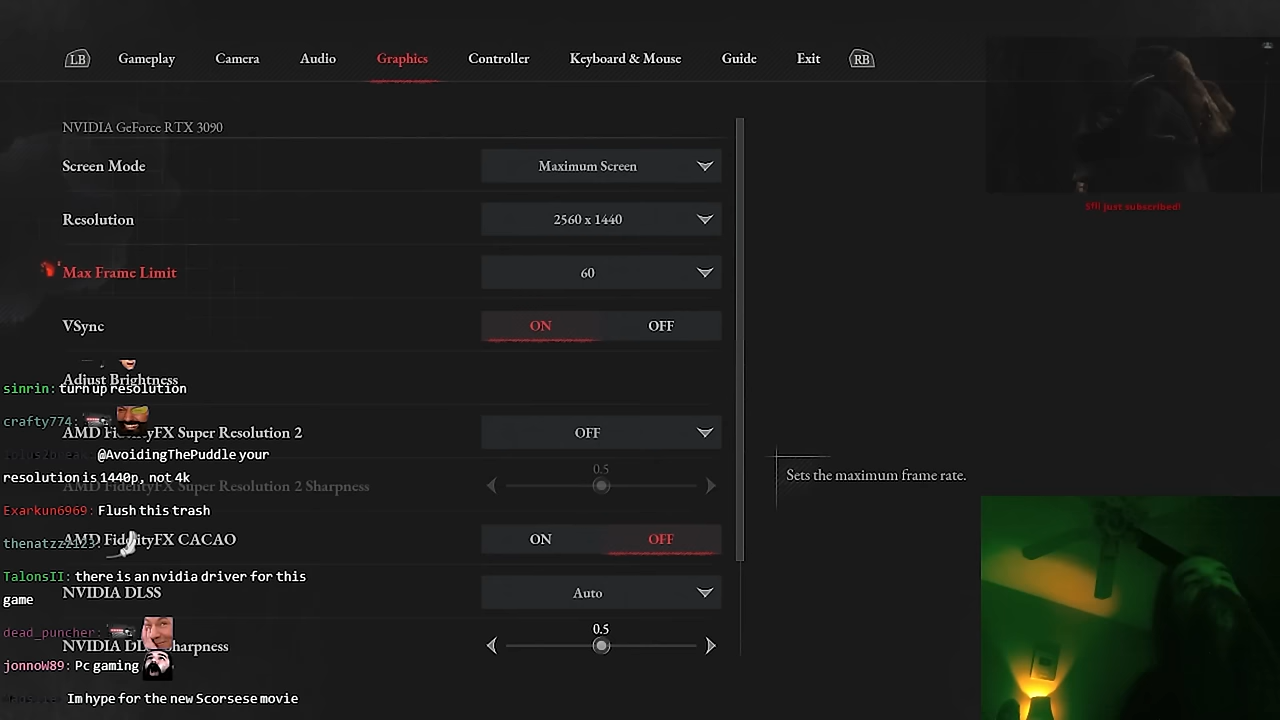 LB Gameplay Camera Audio Graphics Controller Keyboard & Mouse Guide Exit RB
NVIDIA GeForce RTX 3090
Screen Mode Maximum Screen
Resolution 2560 x 1440
Max Frame Limit 60
VSync ON OFF
Adjust Brightness
AMD FidelityFX Super Resolution 2 OFF
AMD FidelityFX Super Resolution 2 Sharpness 0.5
AMD FidelityFX CACAO ON OFF
NVIDIA DLSS Auto
NVIDIA DLSS Sharpness 0.5
Sets the maximum frame rate.
just subscribed!
sinrin: turn up resolution
crafty774:
@AvoidingThePuddle your
resolution is 1440p, not 4k
Exarkun6969: Flush this trash
TalonsII: there is an nvidia driver for this
game
dead_puncher:
jonnoW89: Pc gaming
Im hype for the new Scorsese movie